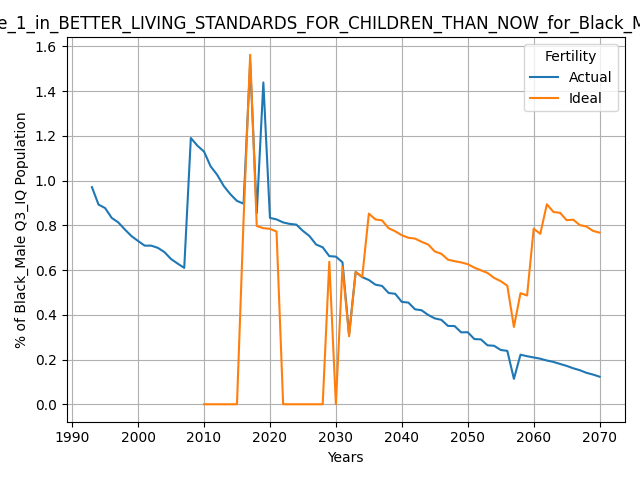 e_1_in_BETTER_LIVING_STANDARDS_FOR_CHILDREN_THAN_NOW_for_Black_M
Fertility
Actual
Ideal
% of Black_Male Q3_IQ Population
1.6
1.4
1.2
1.0
0.8
0.6
0.4
0.2
0.0
1990 2000 2010 2020 2030 2040 2050 2060 2070
Years